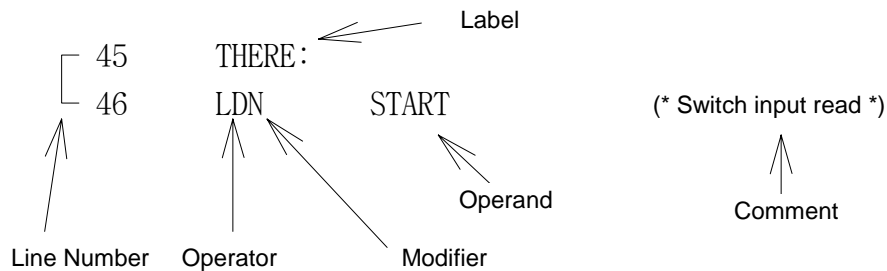 Label
45 THERE:
46 LDN START (* Switch input read *)
Operand
Comment
Line Number Operator Modifier